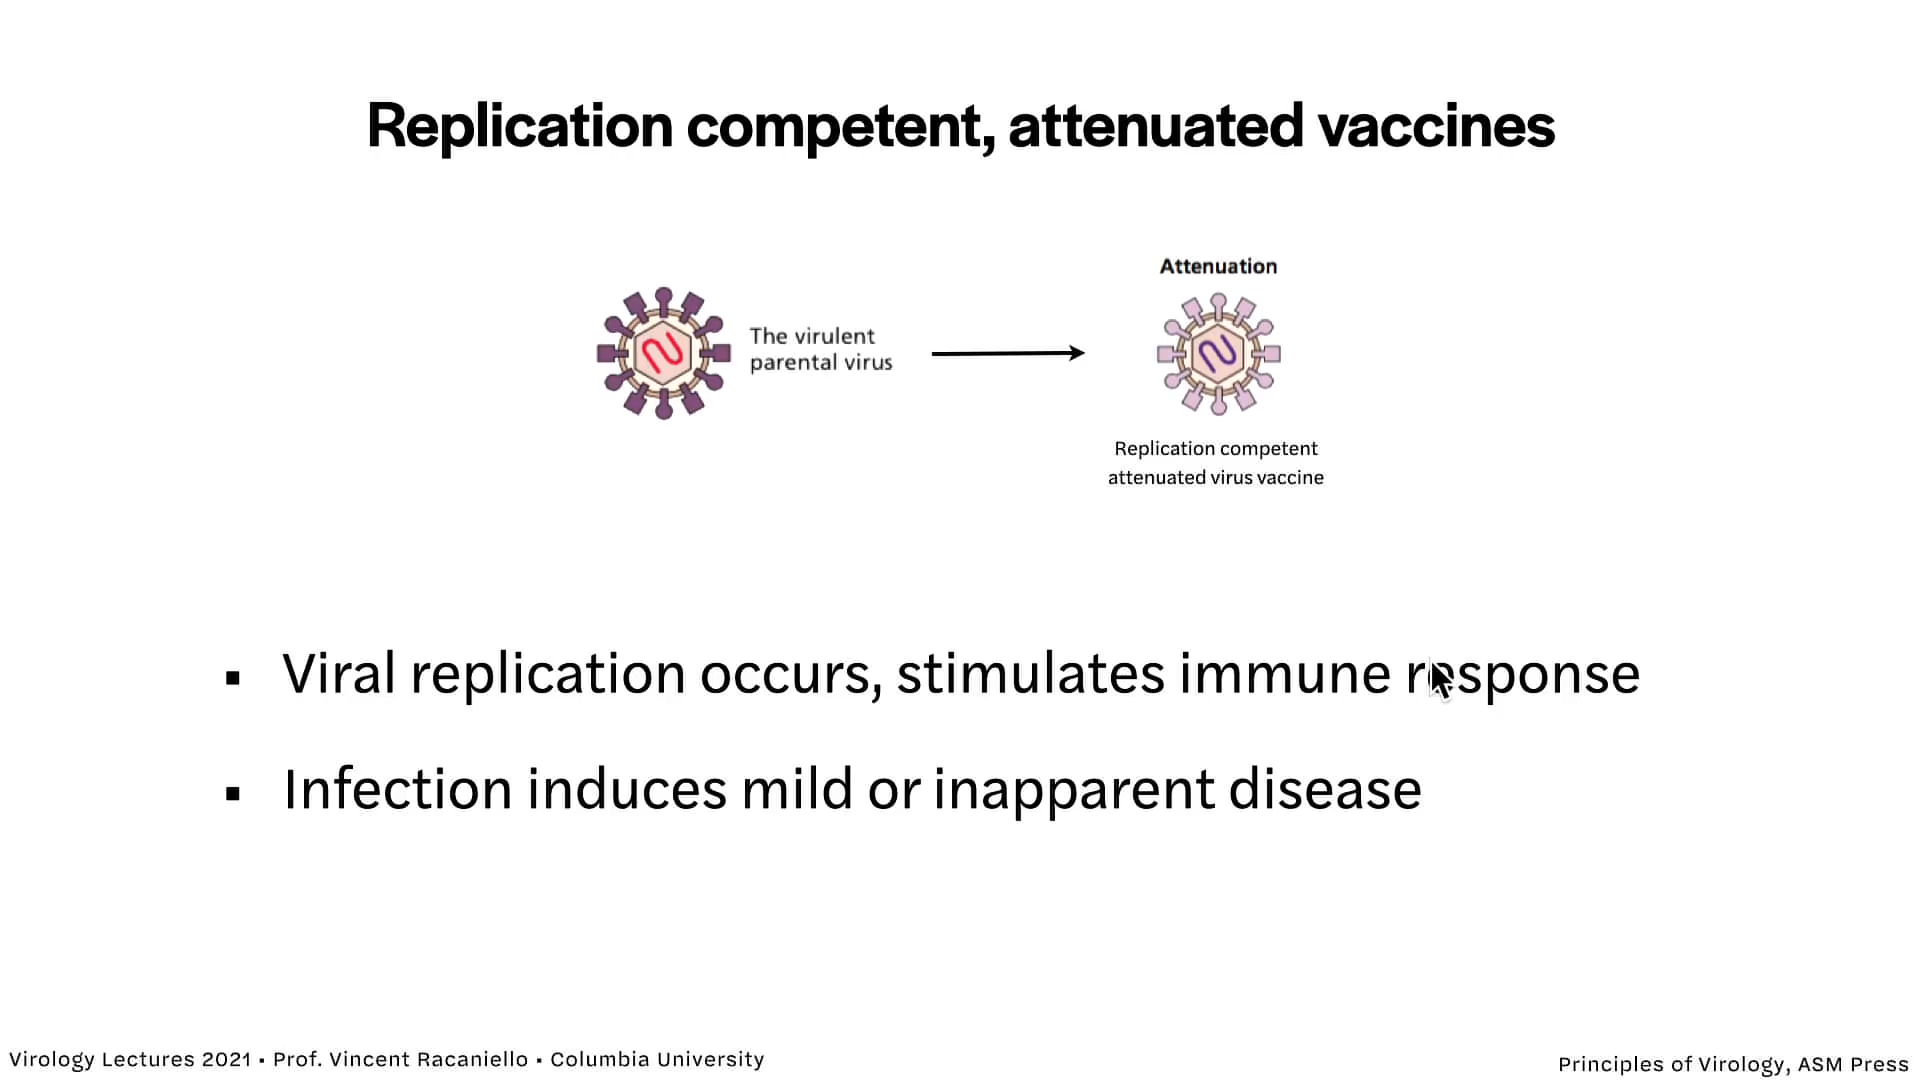 Replication competent, attenuated vaccines
Attenuation
The virulent
parental virus
Replication competent
attenuated virus vaccine
▪ Viral replication occurs, stimulates immune response
▪ Infection induces mild or inapparent disease
Virology Lectures 2021 • Prof. Vincent Racaniello • Columbia University
Principles of Virology, ASM Press